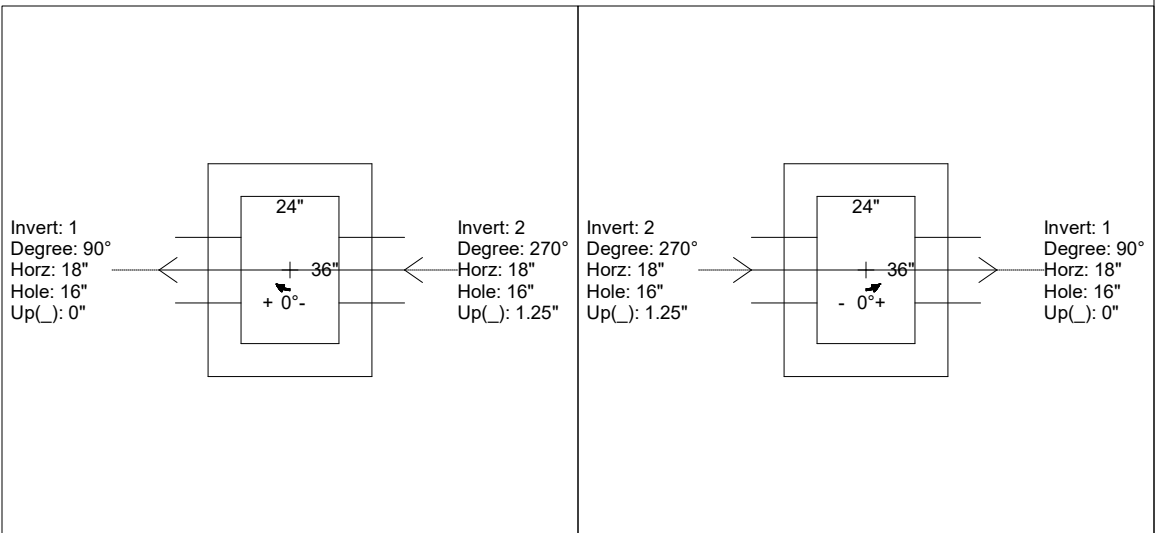 24"
Invert: 1
Degree: 90°
Horz: 18"
Hole: 16"
Up(_): 0"
36"
+ 0°-
Invert: 2
Degree: 270°
Horz: 18"
Hole: 16"
Up(_): 1.25"
Invert: 2
Degree: 270°
Horz: 18"
Hole: 16"
Up(_): 1.25"
24"
36"
- 0°+
Invert: 1
Degree: 90°
Horz: 18"
Hole: 16"
Up(_): 0"